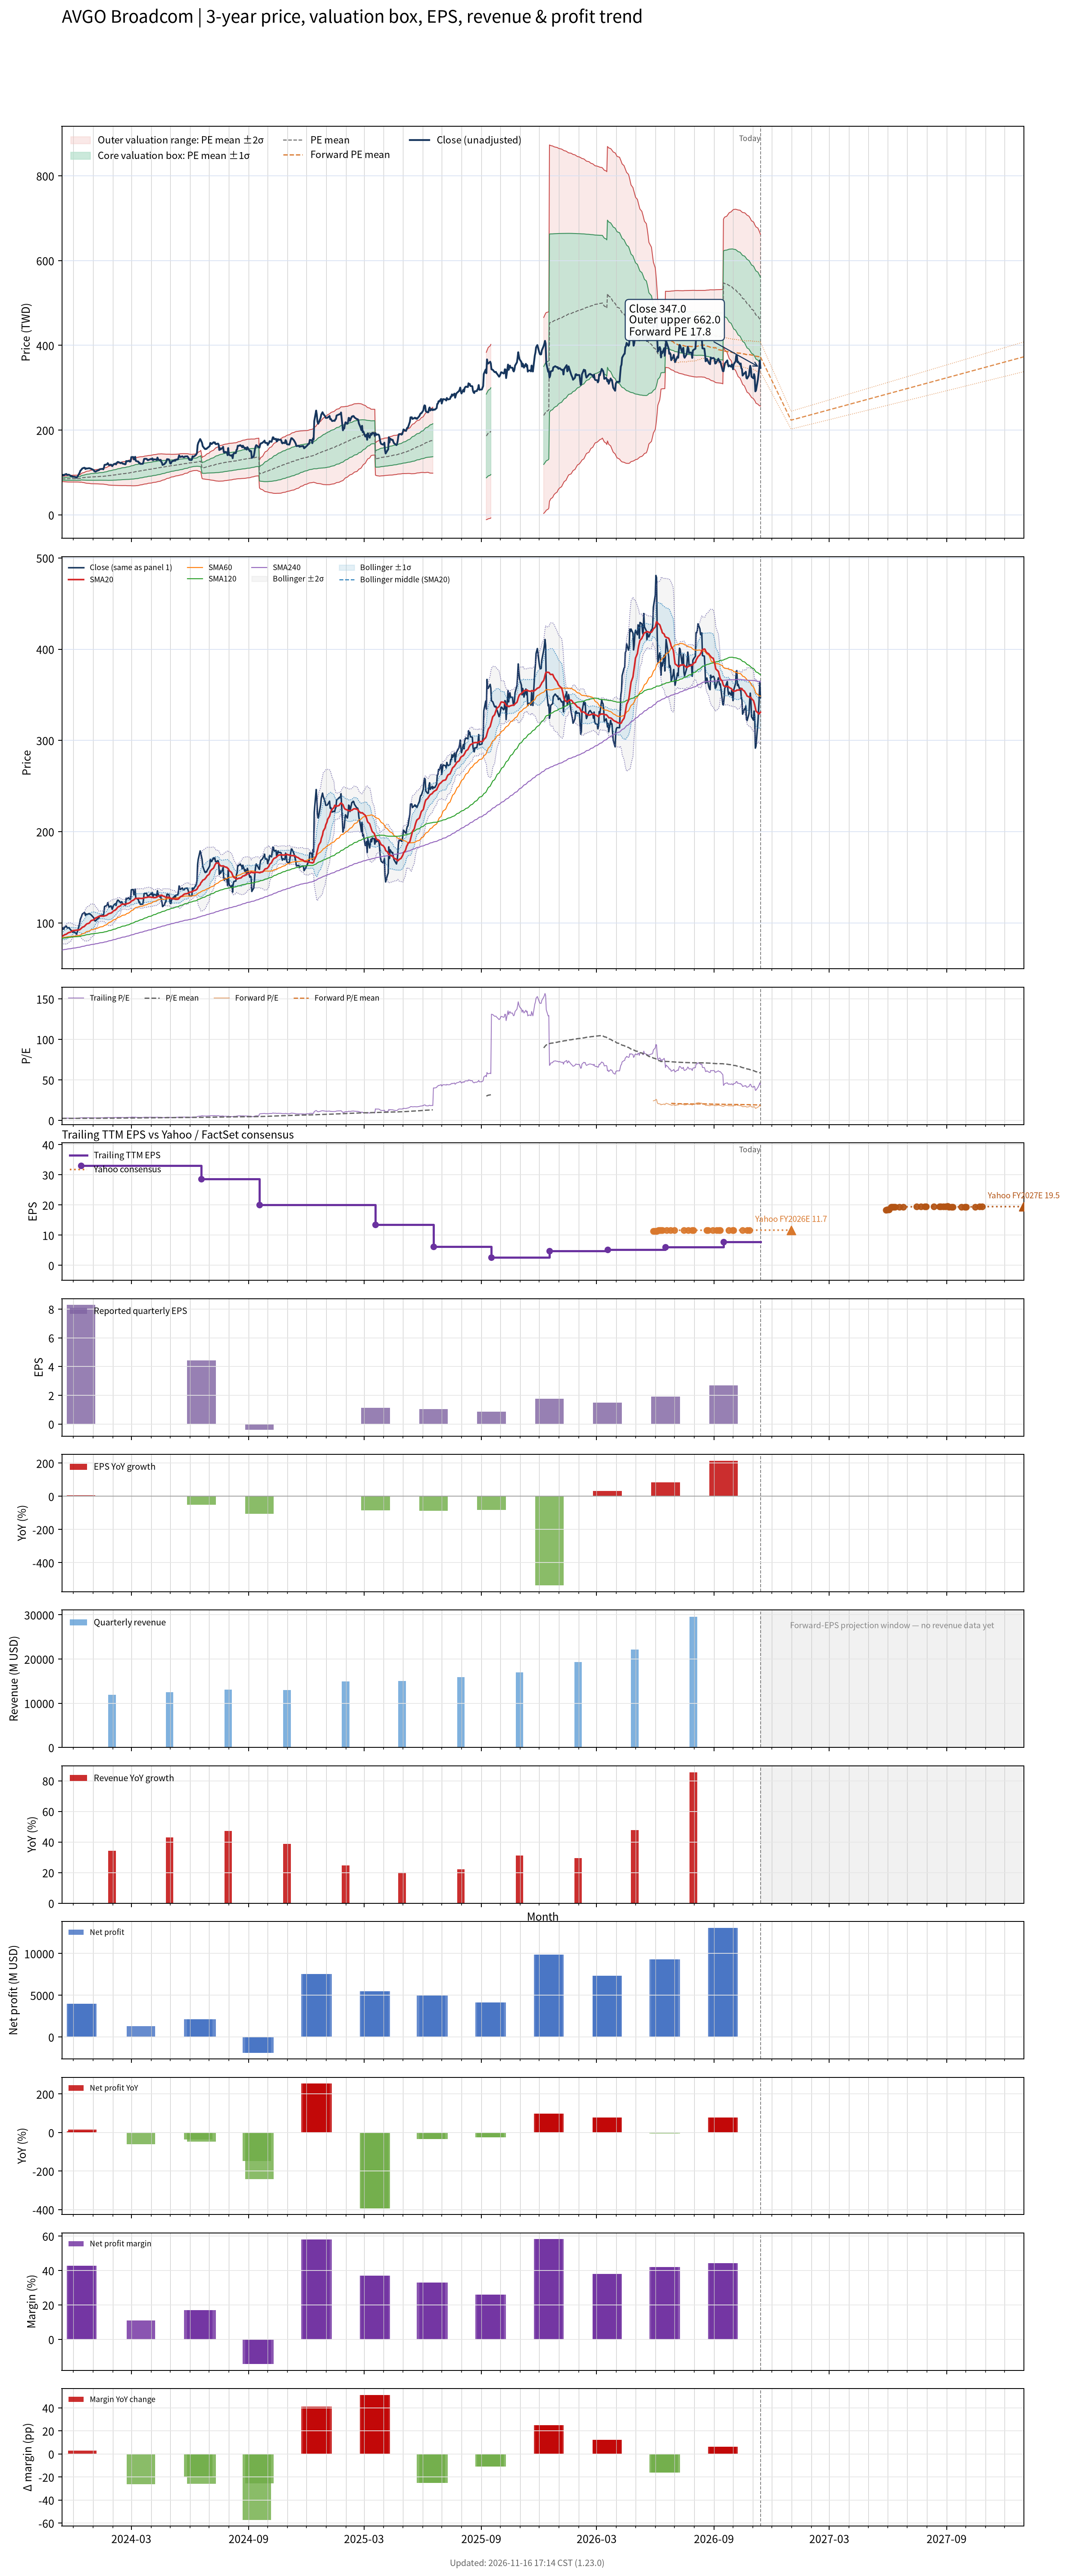 AVGO Broadcom | 3-year price, valuation box, EPS, revenue & profit trend
Outer valuation range: PE mean ±2σ
Core valuation box: PE mean ±1σ
PE mean
Forward PE mean
Close (unadjusted)
Today
Close 347.0
Outer upper 662.0
Forward PE 17.8
Price (TWD)
800
600
400
200
0
Close (same as panel 1)
SMA20
SMA60
SMA120
SMA240
Bollinger ±2σ
Bollinger ±1σ
Bollinger middle (SMA20)
Price
500
400
300
200
100
Trailing P/E
P/E mean
Forward P/E
Forward P/E mean
P/E
150
100
50
0
Trailing TTM EPS vs Yahoo / FactSet consensus
Trailing TTM EPS
Yahoo consensus
Today
Yahoo FY2026E 11.7
Yahoo FY2027E 19.5
EPS
40
30
20
10
0
Reported quarterly EPS
EPS
8
6
4
2
0
EPS YoY growth
YoY (%)
200
0
-200
-400
Quarterly revenue
Forward-EPS projection window — no revenue data yet
Revenue (M USD)
30000
20000
10000
0
Revenue YoY growth
YoY (%)
80
60
40
20
0
Month
Net profit
Net profit (M USD)
10000
5000
0
Net profit YoY
YoY (%)
200
0
-200
-400
Net profit margin
Margin (%)
60
40
20
0
Margin YoY change
Δ margin (pp)
40
20
0
-20
-40
-60
2024-03
2024-09
2025-03
2025-09
2026-03
2026-09
2027-03
2027-09
Updated: 2026-11-16 17:14 CST (1.23.0)